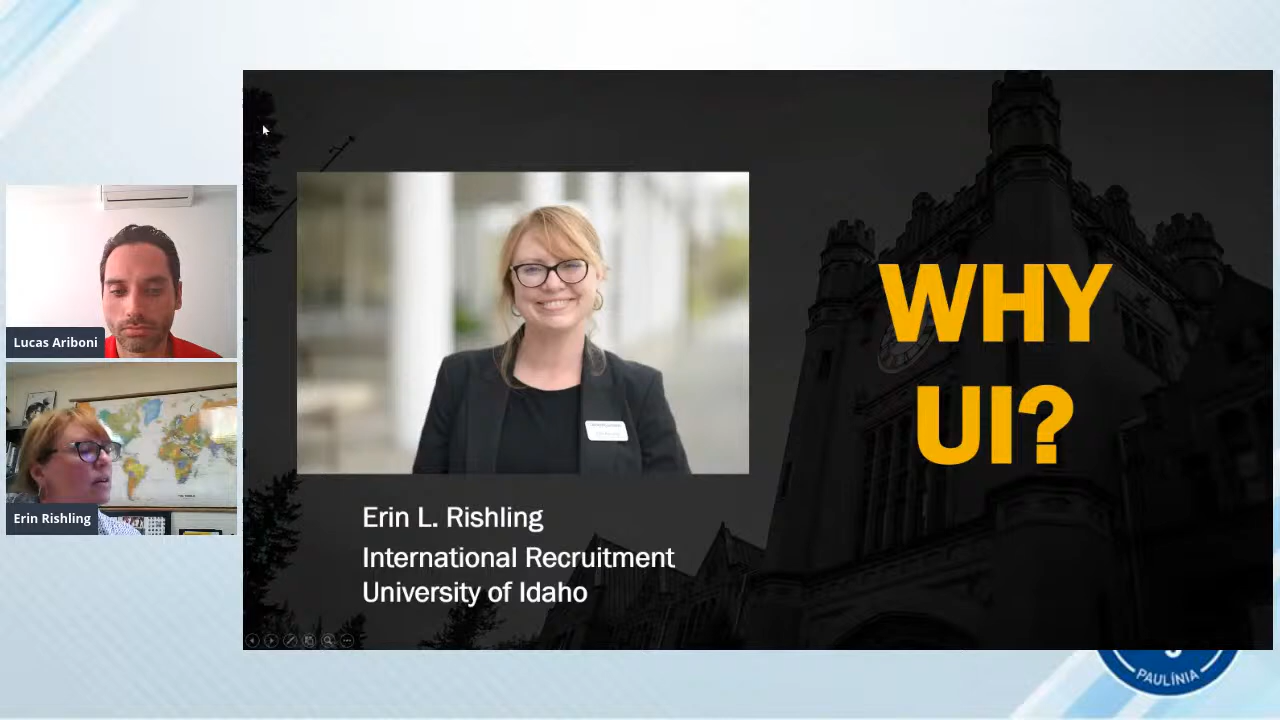 Lucas Ariboni
Erin Rishling
WHY
UI?
Erin L. Rishling
International Recruitment
University of Idaho
PAULÍNIA